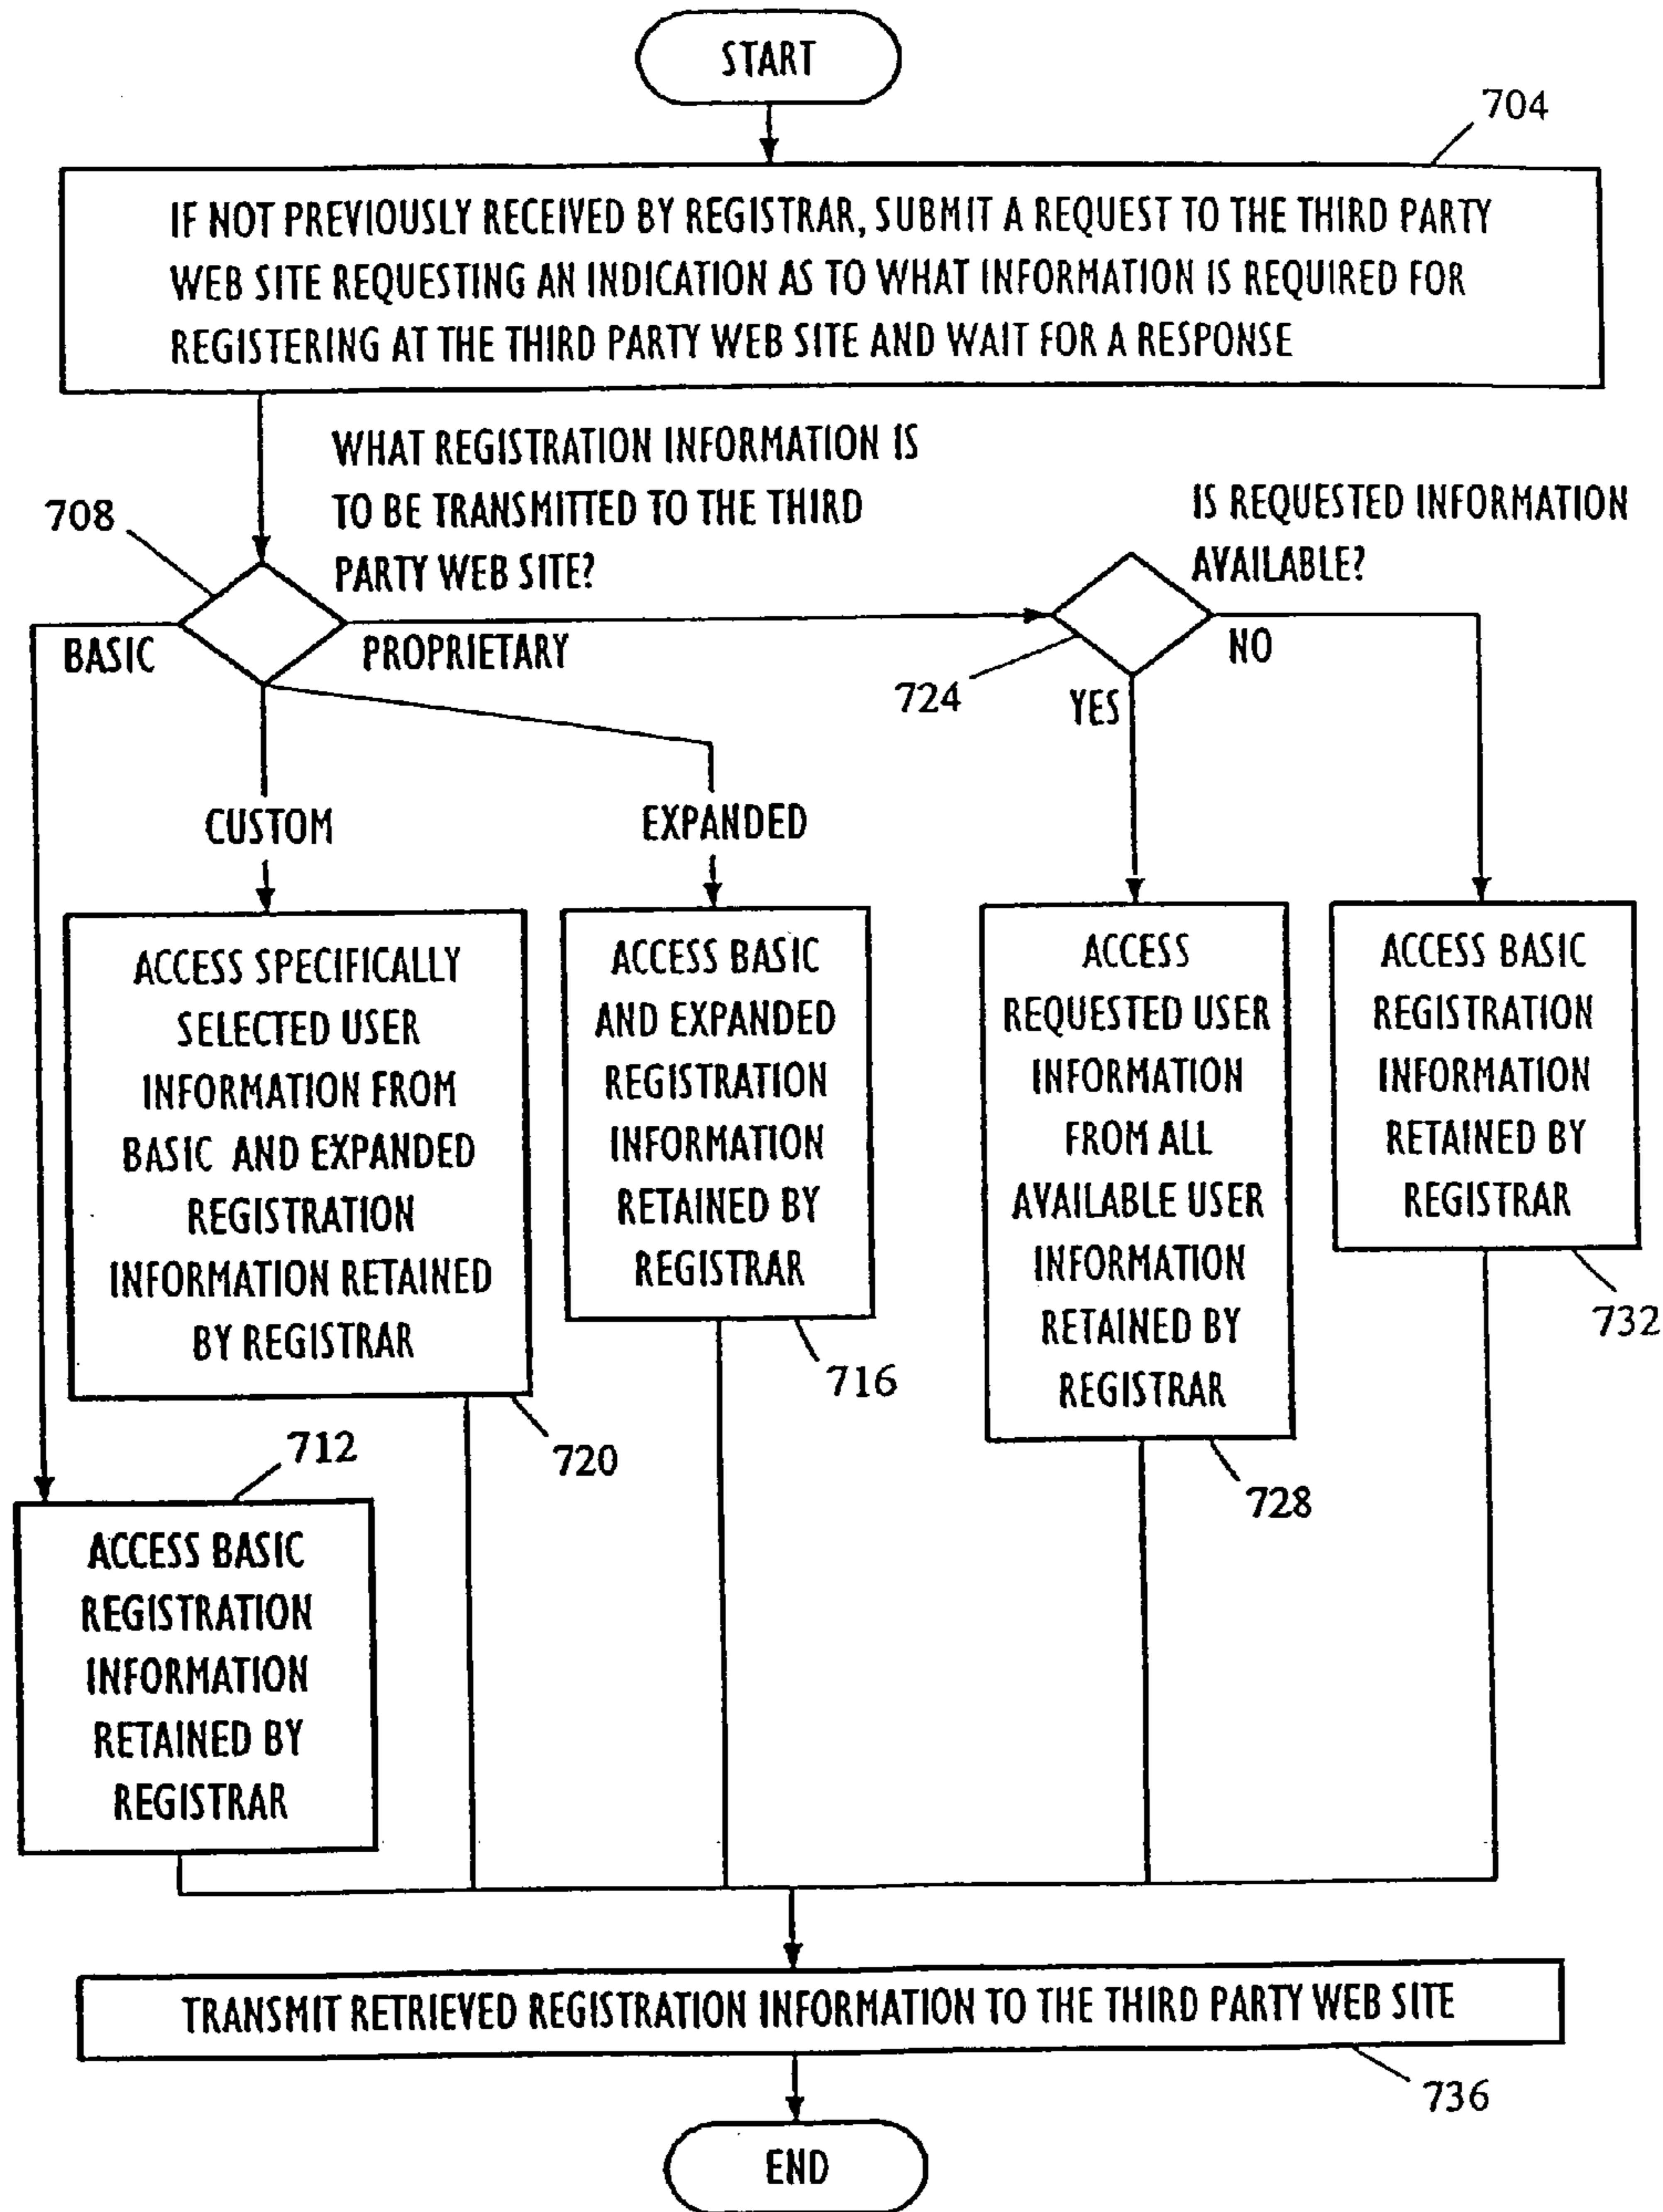 START
704
IF NOT PREVIOUSLY RECEIVED BY REGISTRAR, SUBMIT A REQUEST TO THE THIRD PARTY
WEB SITE REQUESTING AN INDICATION AS TO WHAT INFORMATION IS REQUIRED FOR
REGISTERING AT THE THIRD PARTY WEB SITE AND WAIT FOR A RESPONSE
WHAT REGISTRATION INFORMATION IS
TO BE TRANSMITTED TO THE THIRD
PARTY WEB SITE?
708
BASIC
PROPRIETARY
IS REQUESTED INFORMATION
AVAILABLE?
724
YES
NO
CUSTOM
EXPANDED
ACCESS SPECIFICALLY
SELECTED USER
INFORMATION FROM
BASIC AND EXPANDED
REGISTRATION
INFORMATION RETAINED
BY REGISTRAR
720
ACCESS BASIC
AND EXPANDED
REGISTRATION
INFORMATION
RETAINED BY
REGISTRAR
716
ACCESS
REQUESTED USER
INFORMATION
FROM ALL
AVAILABLE USER
INFORMATION
RETAINED BY
REGISTRAR
728
ACCESS BASIC
REGISTRATION
INFORMATION
RETAINED BY
REGISTRAR
732
712
ACCESS BASIC
REGISTRATION
INFORMATION
RETAINED BY
REGISTRAR
TRANSMIT RETRIEVED REGISTRATION INFORMATION TO THE THIRD PARTY WEB SITE
736
END